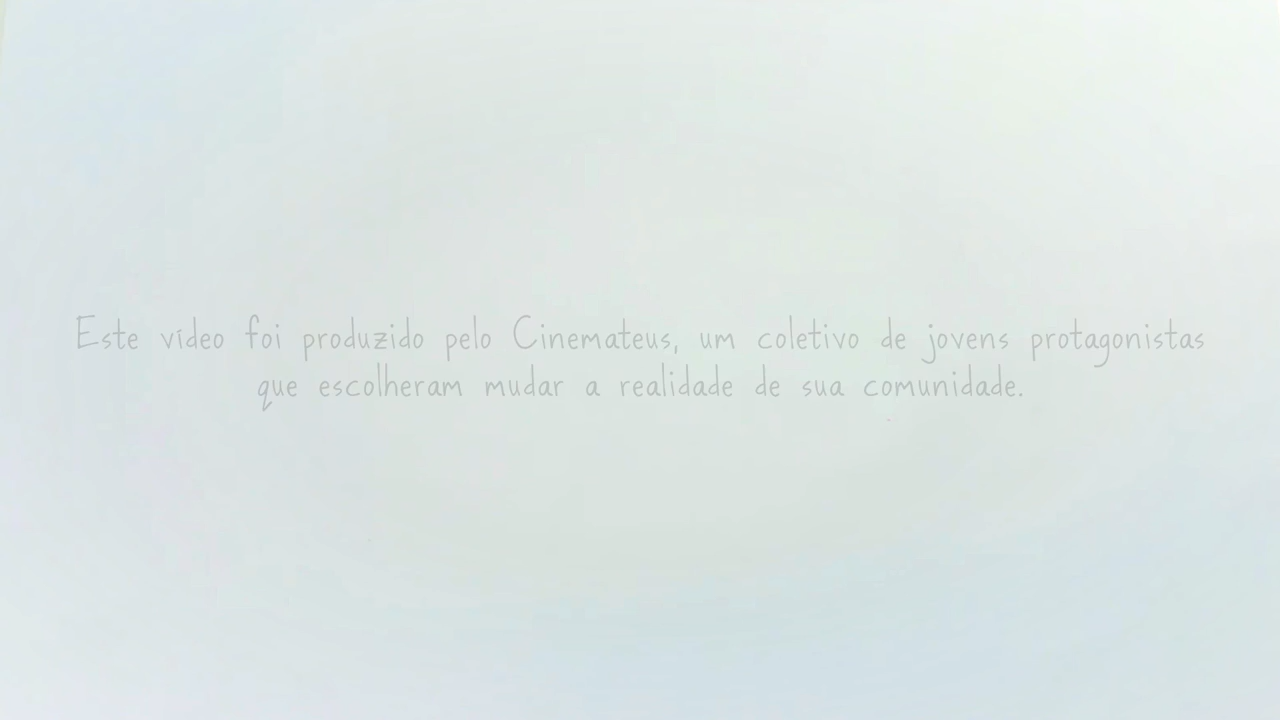 Este vídeo foi produzido pelo Cinemateus, um coletivo de jovens protagonistas
que escolheram mudar a realidade de sua comunidade.